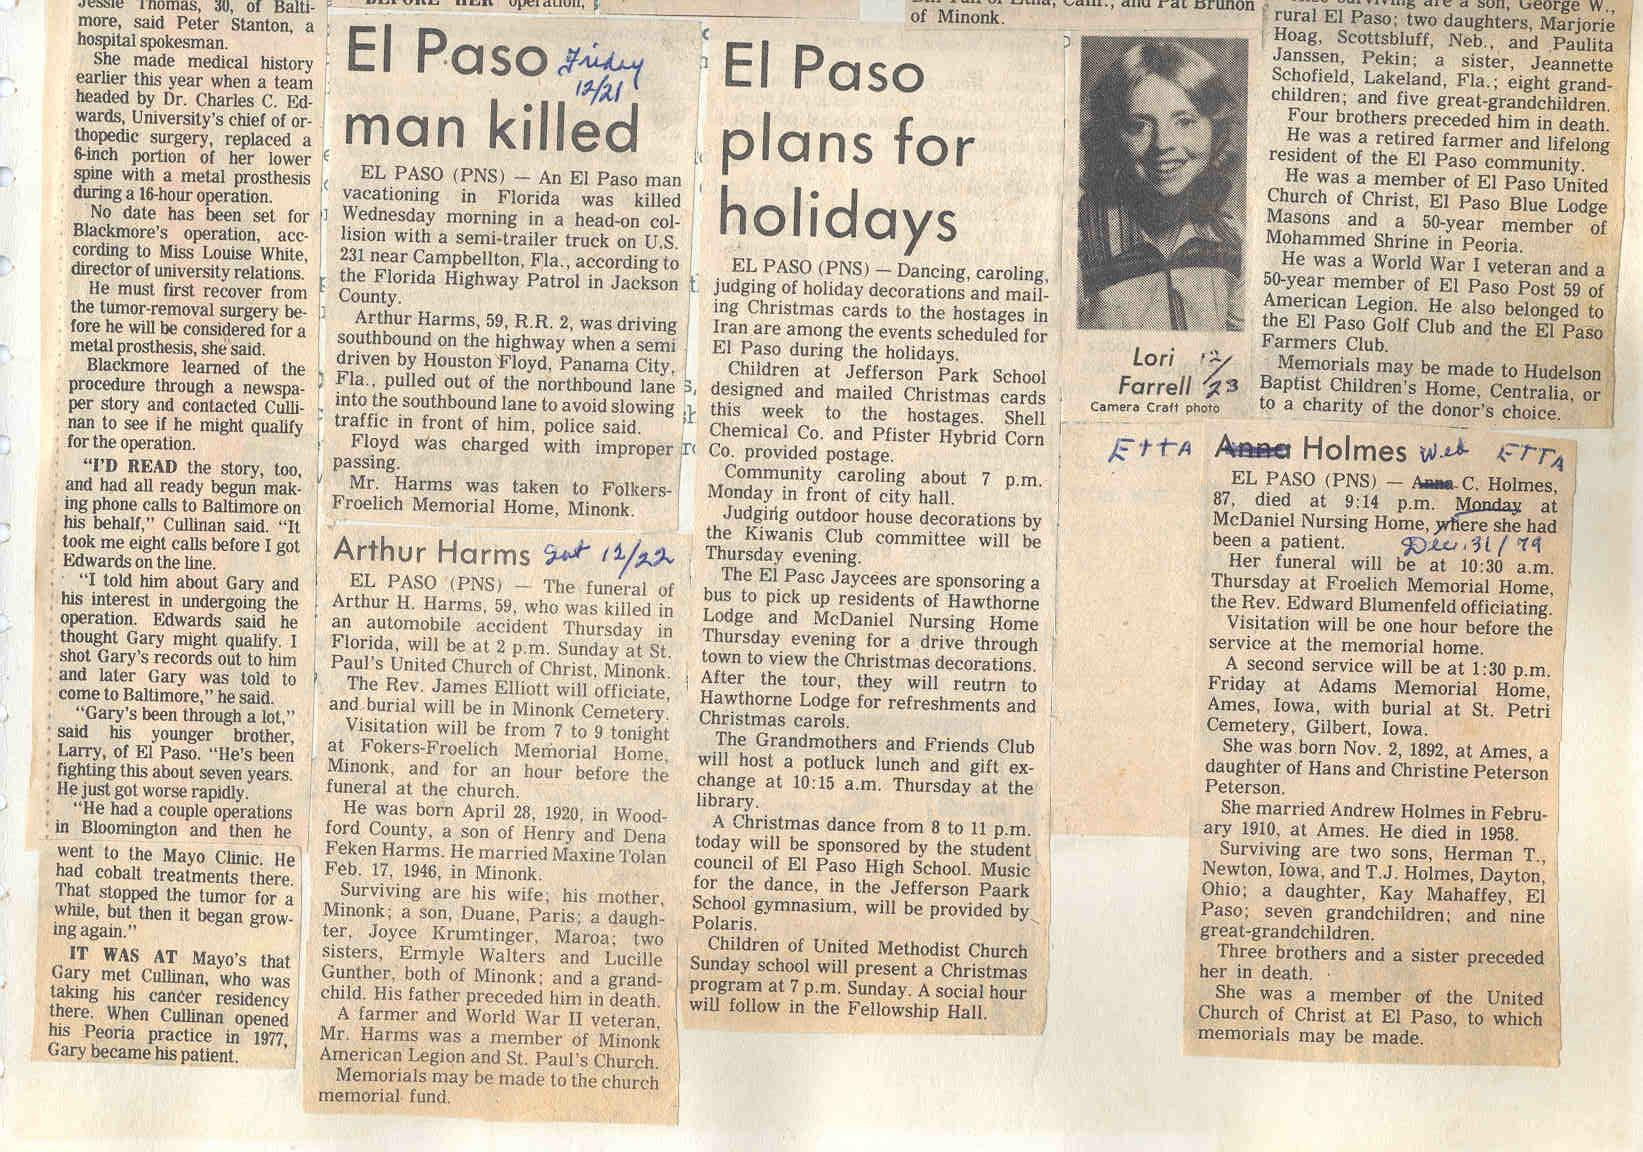 Jessie Thomas, 30, of Balti-
more, said Peter Stanton, a
hospital spokesman.
She made medical history
earlier this year when a team
headed by Dr. Charles C. Ed-
wards, University's chief of or-
thopedic surgery, replaced a
6-inch portion of her lower
spine with a metal prosthesis
during a 16-hour operation.
No date has been set for
Blackmore's operation, acc-
cording to Miss Louise White,
director of university relations.
He must first recover from
the tumor-removal surgery be-
fore he will be considered for a
metal prosthesis, she said.
Blackmore learned of the
procedure through a newspa-
per story and contacted Culli-
nan to see if he might qualify
for the operation.
"I'D READ the story, too,
and had all ready begun mak-
ing phone calls to Baltimore on
his behalf," Cullinan said. "It
took me eight calls before I got
Edwards on the line.
"I told him about Gary and
his interest in undergoing the
operation. Edwards said he
thought Gary might qualify. I
shot Gary's records out to him
and later Gary was told to
come to Baltimore," he said.
"Gary's been through a lot,"
said his younger brother,
Larry, of El Paso. "He's been
fighting this about seven years.
He just got worse rapidly.
"He had a couple operations
in Bloomington and then he
went to the Mayo Clinic. He
had cobalt treatments there.
That stopped the tumor for a
while, but then it began grow-
ing again."
IT WAS AT Mayo's that
Gary met Cullinan, who was
taking his cancer residency
there. When Cullinan opened
his Peoria practice in 1977,
Gary became his patient.
BEFORE HER operation,
El Paso Friday
12/21
man killed
EL PASO (PNS) — An El Paso man
vacationing in Florida was killed
Wednesday morning in a head-on col-
lision with a semi-trailer truck on U.S.
231 near Campbellton, Fla., according to
the Florida Highway Patrol in Jackson
County.
Arthur Harms, 59, R.R. 2, was driving
southbound on the highway when a semi
driven by Houston Floyd, Panama City,
Fla., pulled out of the northbound lane
into the southbound lane to avoid slowing
traffic in front of him, police said.
Floyd was charged with improper
passing.
Mr. Harms was taken to Folkers-
Froelich Memorial Home, Minonk.
Arthur Harms Sat 12/22
EL PASO (PNS) — The funeral of
Arthur H. Harms, 59, who was killed in
an automobile accident Thursday in
Florida, will be at 2 p.m. Sunday at St.
Paul's United Church of Christ, Minonk.
The Rev. James Elliott will officiate,
and burial will be in Minonk Cemetery.
Visitation will be from 7 to 9 tonight
at Fokers-Froelich Memorial Home,
Minonk, and for an hour before the
funeral at the church.
He was born April 28, 1920, in Wood-
ford County, a son of Henry and Dena
Feken Harms. He married Maxine Tolan
Feb. 17, 1946, in Minonk.
Surviving are his wife; his mother,
Minonk; a son, Duane, Paris; a daugh-
ter, Joyce Krumtinger, Maroa; two
sisters, Ermyle Walters and Lucille
Gunther, both of Minonk; and a grand-
child. His father preceded him in death.
A farmer and World War II veteran,
Mr. Harms was a member of Minonk
American Legion and St. Paul's Church.
Memorials may be made to the church
memorial fund.
El Paso
plans for
holidays
EL PASO (PNS) — Dancing, caroling,
judging of holiday decorations and mail-
ing Christmas cards to the hostages in
Iran are among the events scheduled for
El Paso during the holidays.
Children at Jefferson Park School
designed and mailed Christmas cards
this week to the hostages. Shell
Chemical Co. and Pfister Hybrid Corn
Co. provided postage.
Community caroling about 7 p.m.
Monday in front of city hall.
Judging outdoor house decorations by
the Kiwanis Club committee will be
Thursday evening.
The El Paso Jaycees are sponsoring a
bus to pick up residents of Hawthorne
Lodge and McDaniel Nursing Home
Thursday evening for a drive through
town to view the Christmas decorations.
After the tour, they will reutrn to
Hawthorne Lodge for refreshments and
Christmas carols.
The Grandmothers and Friends Club
will host a potluck lunch and gift ex-
change at 10:15 a.m. Thursday at the
library.
A Christmas dance from 8 to 11 p.m.
today will be sponsored by the student
council of El Paso High School. Music
for the dance, in the Jefferson Paark
School gymnasium, will be provided by
Polaris.
Children of United Methodist Church
Sunday school will present a Christmas
program at 7 p.m. Sunday. A social hour
will follow in the Fellowship Hall.
and Pat Brunon
of Minonk.
Lori 12/
Farrell 23
Camera Craft photo
surviving are a son, George W.,
rural El Paso; two daughters, Marjorie
Hoag, Scottsbluff, Neb., and Paulita
Janssen, Pekin; a sister, Jeannette
Schofield, Lakeland, Fla.; eight grand-
children; and five great-grandchildren.
Four brothers preceded him in death.
He was a retired farmer and lifelong
resident of the El Paso community.
He was a member of El Paso United
Church of Christ, El Paso Blue Lodge
Masons and a 50-year member of
Mohammed Shrine in Peoria.
He was a World War I veteran and a
50-year member of El Paso Post 59 of
American Legion. He also belonged to
the El Paso Golf Club and the El Paso
Farmers Club.
Memorials may be made to Hudelson
Baptist Children's Home, Centralia, or
to a charity of the donor's choice.
Etta Anna Holmes Wed Etta
EL PASO (PNS) — Anna C. Holmes,
87, died at 9:14 p.m. Monday at
McDaniel Nursing Home, where she had
been a patient. Dec. 31/79
Her funeral will be at 10:30 a.m.
Thursday at Froelich Memorial Home,
the Rev. Edward Blumenfeld officiating.
Visitation will be one hour before the
service at the memorial home.
A second service will be at 1:30 p.m.
Friday at Adams Memorial Home,
Ames, Iowa, with burial at St. Petri
Cemetery, Gilbert, Iowa.
She was born Nov. 2, 1892, at Ames, a
daughter of Hans and Christine Peterson
Peterson.
She married Andrew Holmes in Febru-
ary 1910, at Ames. He died in 1958.
Surviving are two sons, Herman T.,
Newton, Iowa, and T.J. Holmes, Dayton,
Ohio; a daughter, Kay Mahaffey, El
Paso; seven grandchildren; and nine
great-grandchildren.
Three brothers and a sister preceded
her in death.
She was a member of the United
Church of Christ at El Paso, to which
memorials may be made.